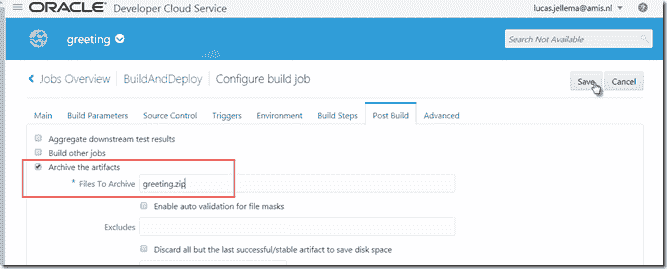 ORACLE Developer Cloud Service lucas.jellema@amis.nl
greeting Search Not Available
Jobs Overview BuildAndDeploy Configure build job Save Cancel
Main Build Parameters Source Control Triggers Environment Build Steps Post Build Advanced
Aggregate downstream test results
Build other jobs
Archive the artifacts
* Files To Archive greeting.zip
Enable auto validation for file masks
Excludes
Discard all but the last successful/stable artifact to save disk space